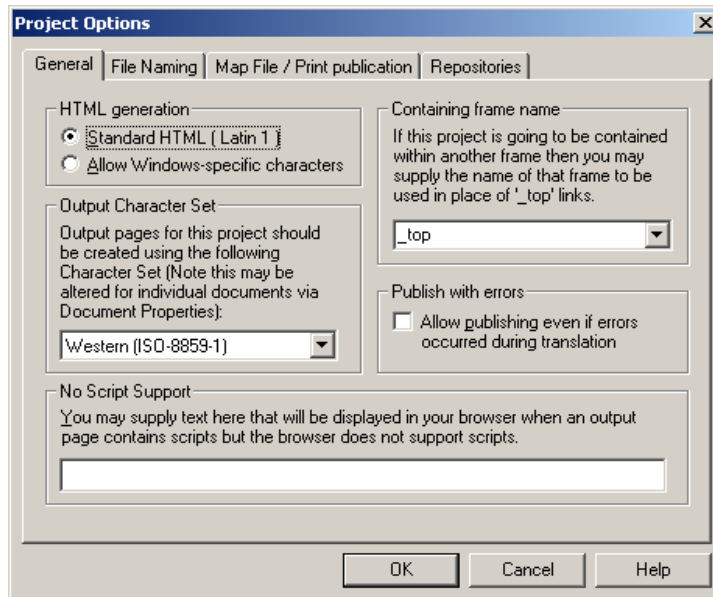 Project Options
General
File Naming
Map File / Print publication
Repositories
HTML generation
Standard HTML ( Latin 1 )
Allow Windows-specific characters
Output Character Set
Output pages for this project should
be created using the following
Character Set (Note this may be
altered for individual documents via
Document Properties):
Western (ISO-8859-1)
Containing frame name
If this project is going to be contained
within another frame then you may
supply the name of that frame to be
used in place of '_top' links.
_top
Publish with errors
Allow publishing even if errors
occurred during translation
No Script Support
You may supply text here that will be displayed in your browser when an output
page contains scripts but the browser does not support scripts.
OK
Cancel
Help